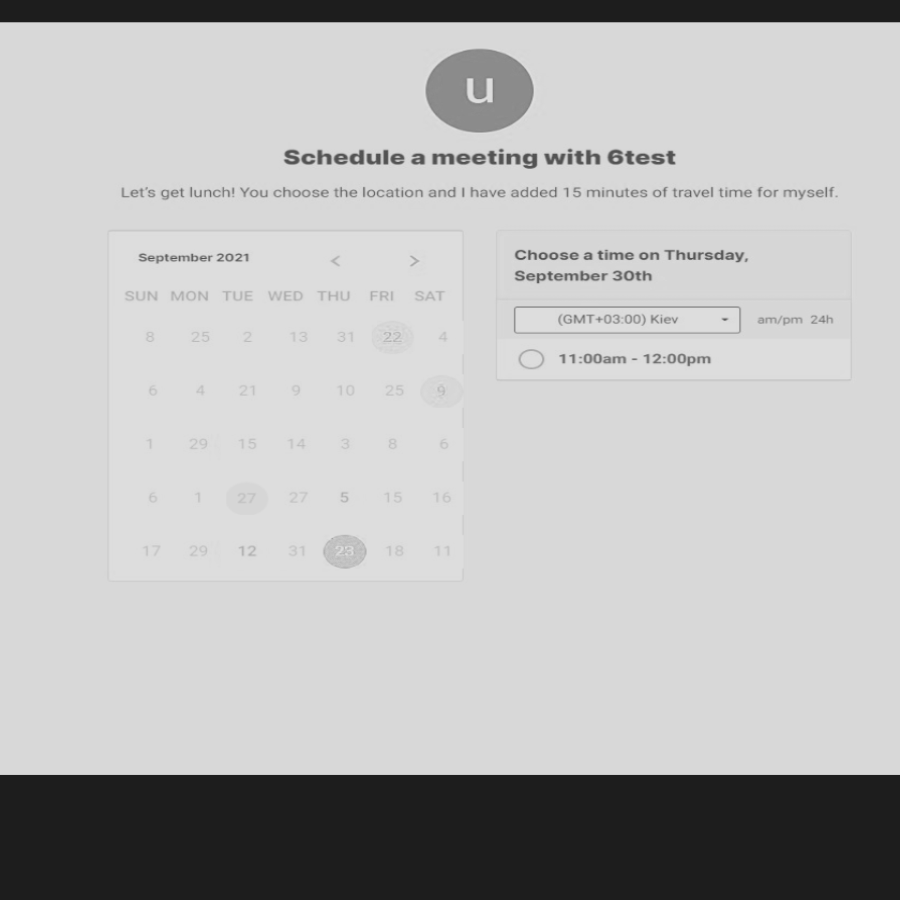 u
Schedule a meeting with 6test
Let's get lunch! You choose the location and I have added 15 minutes of travel time for myself.
September 2021 < >
SUN MON TUE WED THU FRI SAT
8 25 2 13 31 22 4
6 4 21 9 10 25 9
1 29 15 14 3 8 6
6 1 27 27 5 15 16
17 29 12 31 23 18 11
Choose a time on Thursday,
September 30th
(GMT+03:00) Kiev am/pm 24h
11:00am - 12:00pm